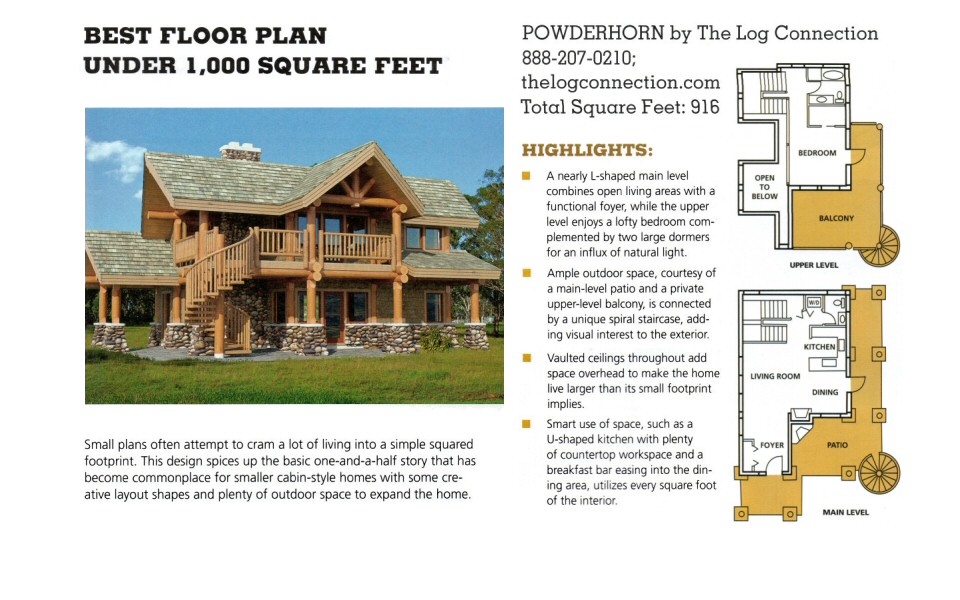 BEST FLOOR PLAN
UNDER 1,000 SQUARE FEET
Small plans often attempt to cram a lot of living into a simple squared
footprint. This design spices up the basic one-and-a-half story that has
become commonplace for smaller cabin-style homes with some cre-
ative layout shapes and plenty of outdoor space to expand the home.
POWDERHORN by The Log Connection
888-207-0210;
thelogconnection.com
Total Square Feet: 916
HIGHLIGHTS:
A nearly L-shaped main level
combines open living areas with a
functional foyer, while the upper
level enjoys a lofty bedroom com-
plemented by two large dormers
for an influx of natural light.
Ample outdoor space, courtesy of
a main-level patio and a private
upper-level balcony, is connected
by a unique spiral staircase, add-
ing visual interest to the exterior.
Vaulted ceilings throughout add
space overhead to make the home
live larger than its small footprint
implies.
Smart use of space, such as a
U-shaped kitchen with plenty
of countertop workspace and a
breakfast bar easing into the din-
ing area, utilizes every square foot
of the interior.
BEDROOM
OPEN
TO
BELOW
BALCONY
UPPER LEVEL
W/D
KITCHEN
LIVING ROOM
DINING
FOYER
PATIO
MAIN LEVEL